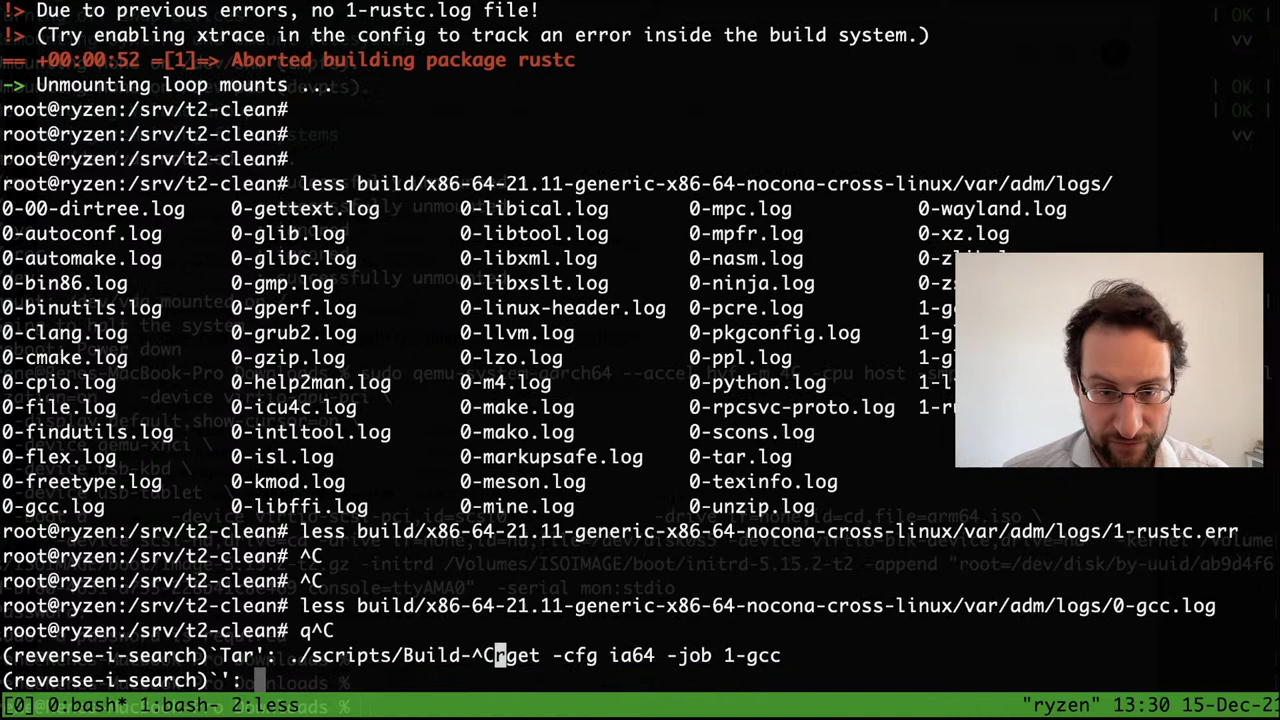 !> Due to previous errors, no 1-rustc.log file!
!> (Try enabling xtrace in the config to track an error inside the build system.)
== +00:00:52 =[1]=> Aborted building package rustc
-> Unmounting loop mounts ...
root@ryzen:/srv/t2-clean#
root@ryzen:/srv/t2-clean#
root@ryzen:/srv/t2-clean#
root@ryzen:/srv/t2-clean# less build/x86-64-21.11-generic-x86-64-nocona-cross-linux/var/adm/logs/
0-00-dirtree.log 0-gettext.log 0-libical.log 0-mpc.log 0-wayland.log
0-autoconf.log 0-glib.log 0-libtool.log 0-mpfr.log 0-xz.log
0-automake.log 0-glibc.log 0-libxml.log 0-nasm.log
0-bin86.log 0-gmp.log 0-libxslt.log 0-ninja.log
0-binutils.log 0-gperf.log 0-linux-header.log 0-pcre.log
0-clang.log 0-grub2.log 0-llvm.log 0-pkgconfig.log
0-cmake.log 0-gzip.log 0-lzo.log 0-ppl.log
0-cpio.log 0-help2man.log 0-m4.log 0-python.log
0-file.log 0-icu4c.log 0-make.log 0-rpcsvc-proto.log
0-findutils.log 0-intltool.log 0-mako.log 0-scons.log
0-flex.log 0-isl.log 0-markupsafe.log 0-tar.log
0-freetype.log 0-kmod.log 0-meson.log 0-texinfo.log
0-gcc.log 0-libffi.log 0-mine.log 0-unzip.log
root@ryzen:/srv/t2-clean# less build/x86-64-21.11-generic-x86-64-nocona-cross-linux/var/adm/logs/1-rustc.err
root@ryzen:/srv/t2-clean# ^C
root@ryzen:/srv/t2-clean# ^C
root@ryzen:/srv/t2-clean# less build/x86-64-21.11-generic-x86-64-nocona-cross-linux/var/adm/logs/0-gcc.log
root@ryzen:/srv/t2-clean# q^C
(reverse-i-search)`Tar': ./scripts/Build-^Crget -cfg ia64 -job 1-gcc
(reverse-i-search)`':
[0] 0:bash* 1:bash- 2:less "ryzen" 13:30 15-Dec-21